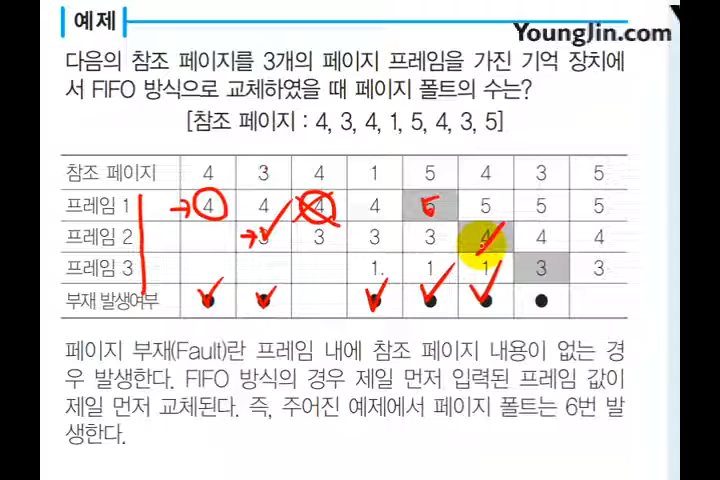 예제
YoungJin.com
다음의 참조 페이지를 3개의 페이지 프레임을 가진 기억 장치에
서 FIFO 방식으로 교체하였을 때 페이지 폴트의 수는?
[참조 페이지 : 4, 3, 4, 1, 5, 4, 3, 5]
참조 페이지 4 3 4 1 5 4 3 5
프레임 1 4 4 4 4 5 5 5 5
프레임 2 3 3 3 3 4 4 4
프레임 3 1 1 1 3 3
부재 발생여부 ● ● ● ● ● ●
페이지 부재(Fault)란 프레임 내에 참조 페이지 내용이 없는 경
우 발생한다. FIFO 방식의 경우 제일 먼저 입력된 프레임 값이
제일 먼저 교체된다. 즉, 주어진 예제에서 페이지 폴트는 6번 발
생한다.